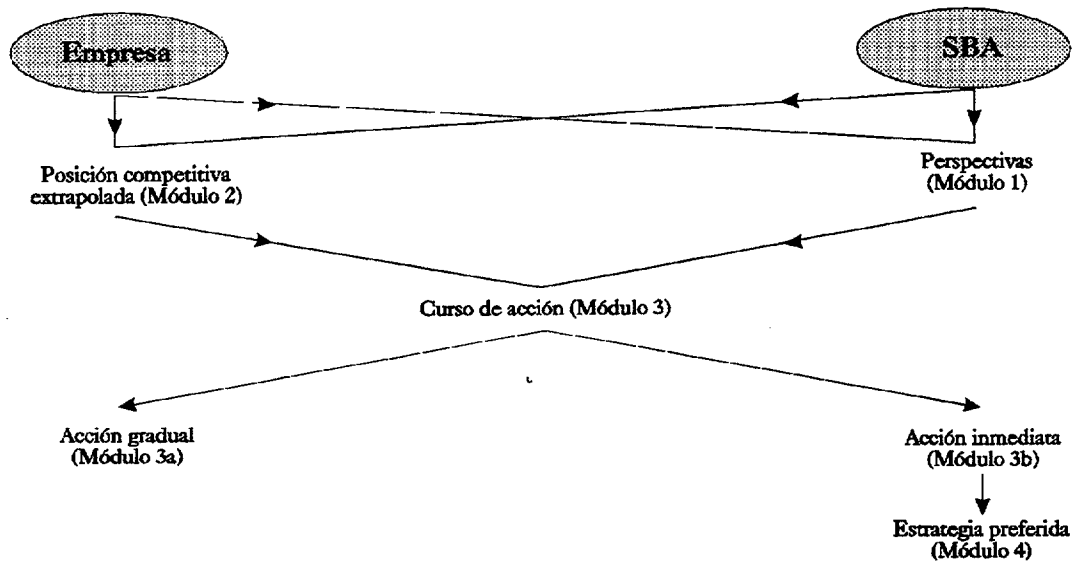 Empresa
SBA
Posición competitiva
extrapolada (Módulo 2)
Perspectivas
(Módulo 1)
Curso de acción (Módulo 3)
Acción gradual
(Módulo 3a)
Acción inmediata
(Módulo 3b)
Estrategia preferida
(Módulo 4)